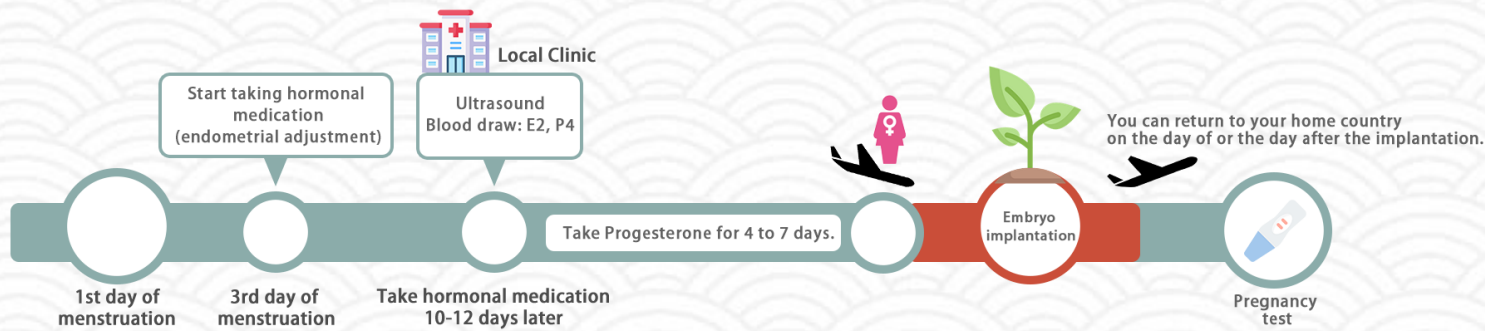 Local Clinic
Start taking hormonal
medication
(endometrial adjustment)
Ultrasound
Blood draw: E2, P4
You can return to your home country
on the day of or the day after the implantation.
Take Progesterone for 4 to 7 days.
Embryo
implantation
1st day of
menstruation
3rd day of
menstruation
Take hormonal medication
10-12 days later
Pregnancy
test